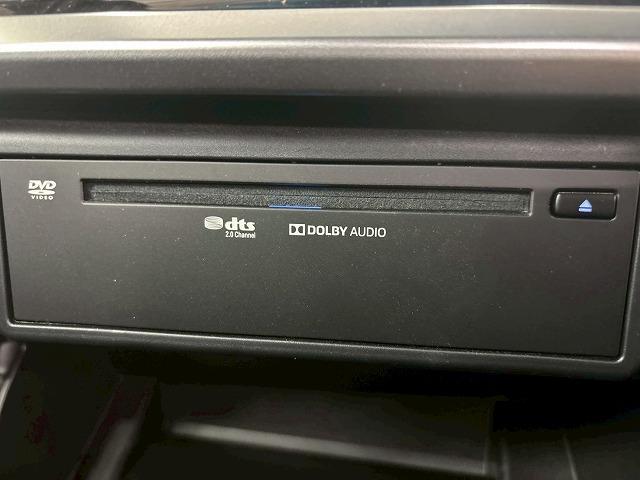 DVD
VIDEO
dts
2.0 Channel
DOLBY AUDIO